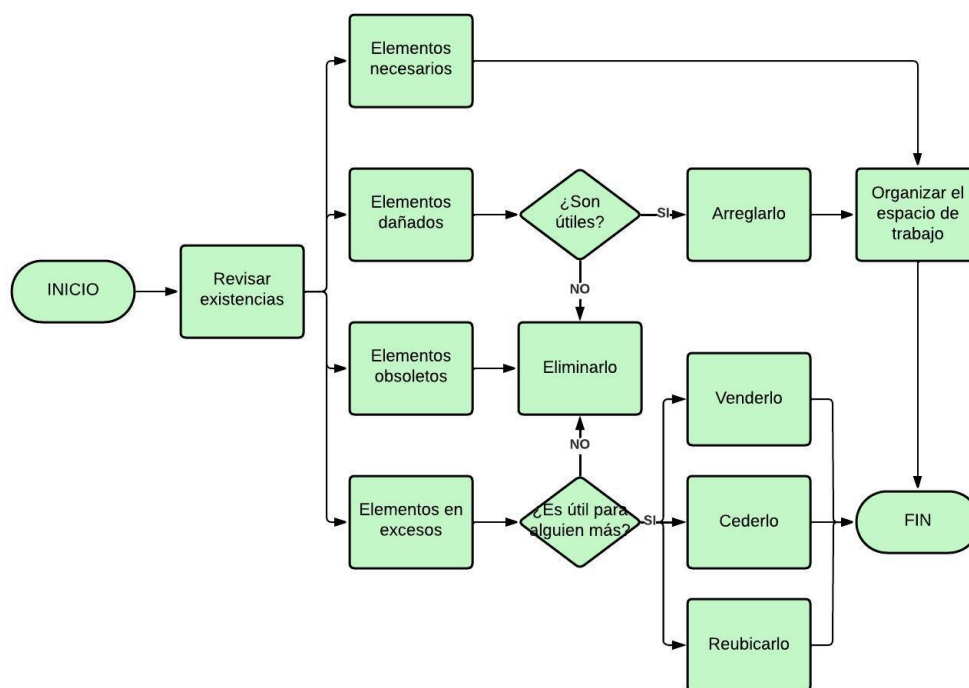 Elementos
necesarios
Elementos
dañados
¿Son
útiles?
SI
Arreglarlo
Organizar el
espacio de
trabajo
INICIO
Revisar
existencias
NO
Elementos
obsoletos
Eliminarlo
Venderlo
NO
Elementos en
excesos
¿Es útil para
alguien más?
SI
Cederlo
FIN
Reubicarlo